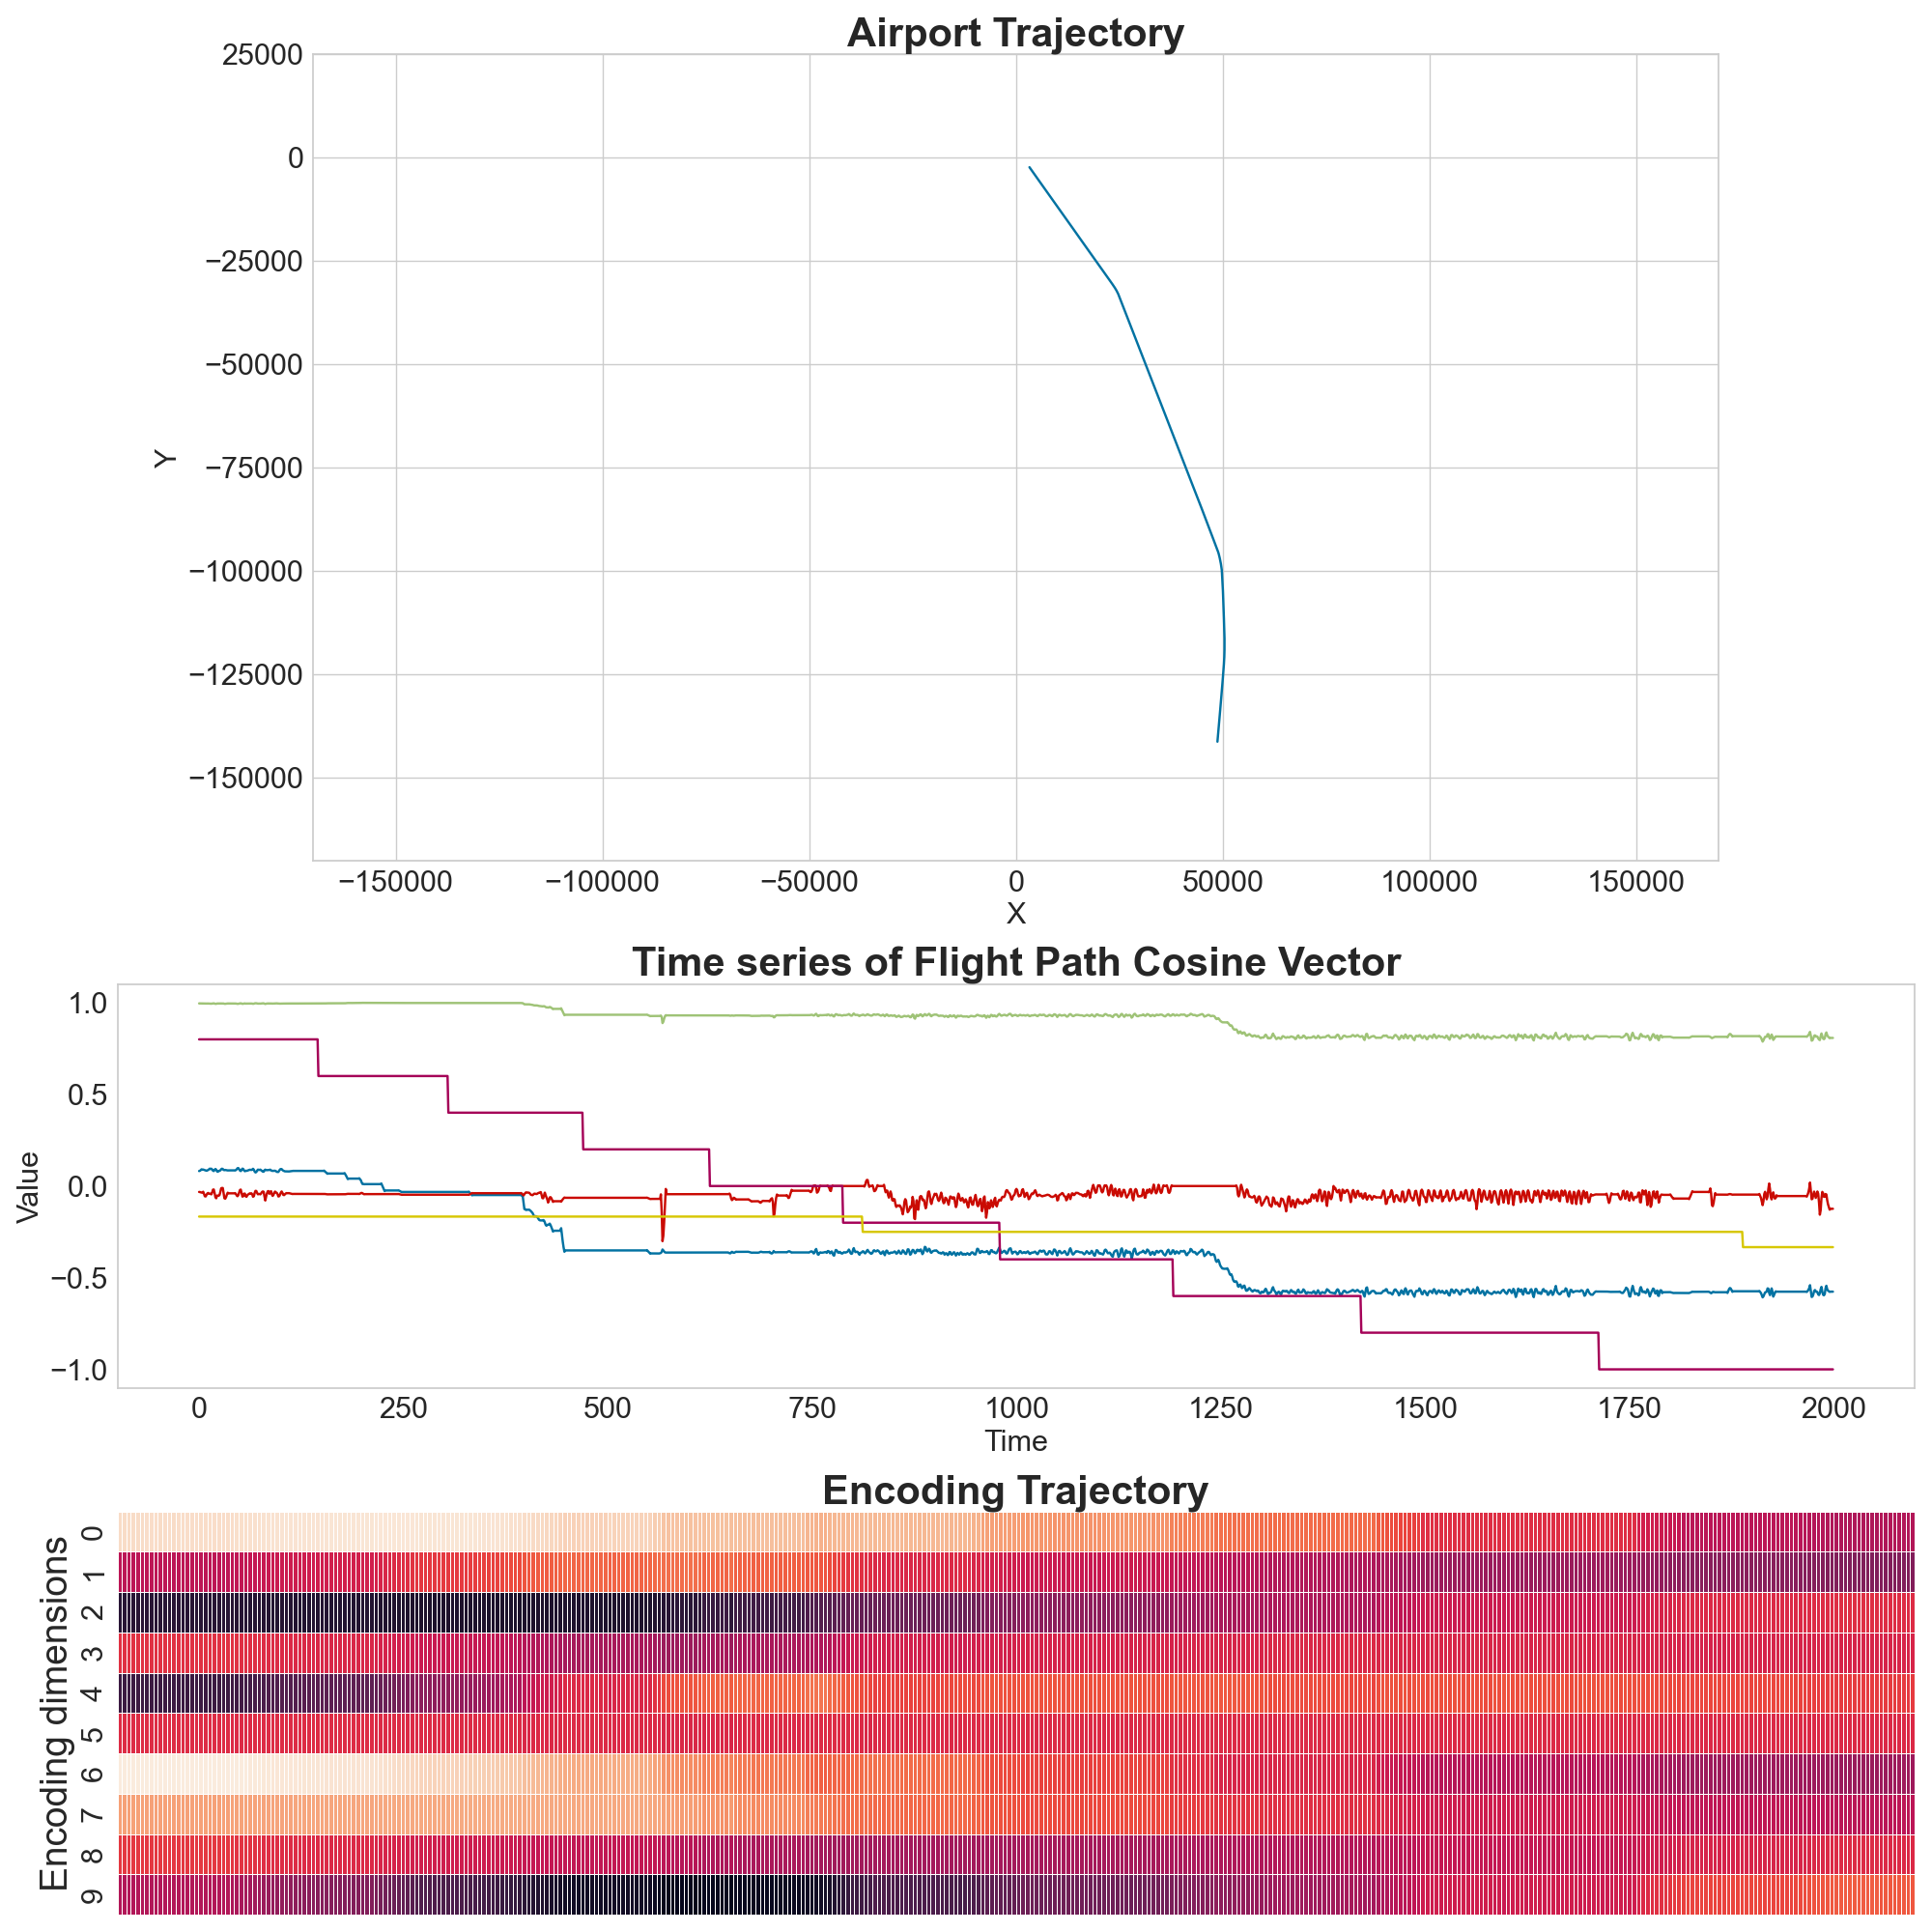 Airport Trajectory
25000
0
−25000
−50000
−75000
−100000
−125000
−150000
Y
−150000 −100000 −50000 0 50000 100000 150000
X
Time series of Flight Path Cosine Vector
1.0
0.5
0.0
−0.5
−1.0
Value
0 250 500 750 1000 1250 1500 1750 2000
Time
Encoding Trajectory
0
1
2
3
4
5
6
7
8
9
Encoding dimensions